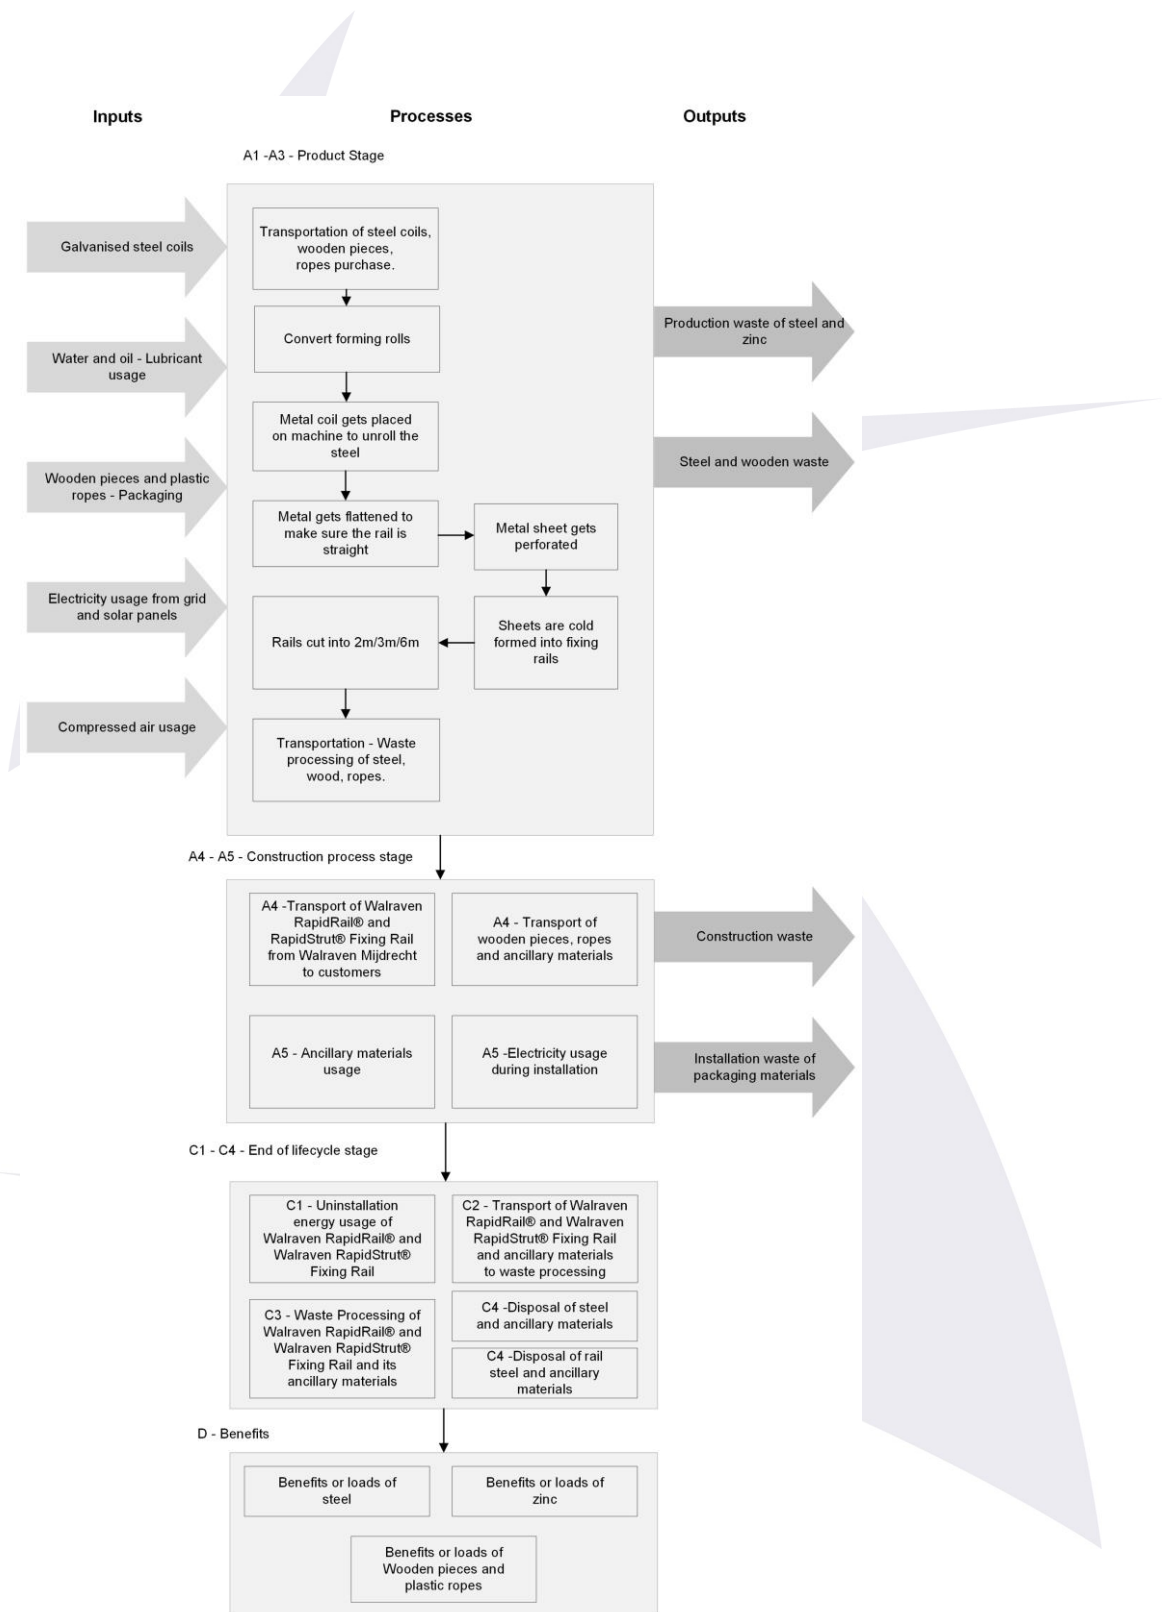 Inputs
Processes
Outputs
A1 -A3 - Product Stage
Galvanised steel coils
Water and oil - Lubricant
usage
Wooden pieces and plastic
ropes - Packaging
Electricity usage from grid
and solar panels
Compressed air usage
Transportation of steel coils,
wooden pieces,
ropes purchase.
Convert forming rolls
Metal coil gets placed
on machine to unroll the
steel
Metal gets flattened to
make sure the rail is
straight
Metal sheet gets
perforated
Sheets are cold
formed into fixing
rails
Rails cut into 2m/3m/6m
Transportation - Waste
processing of steel,
wood, ropes.
Production waste of steel and
zinc
Steel and wooden waste
A4 - A5 - Construction process stage
A4 -Transport of Walraven
RapidRail® and
RapidStrut® Fixing Rail
from Walraven Mijdrecht
to customers
A4 - Transport of
wooden pieces, ropes
and ancillary materials
A5 - Ancillary materials
usage
A5 -Electricity usage
during installation
Construction waste
Installation waste of
packaging materials
C1 - C4 - End of lifecycle stage
C1 - Uninstallation
energy usage of
Walraven RapidRail® and
Walraven RapidStrut®
Fixing Rail
C2 - Transport of Walraven
RapidRail® and Walraven
RapidStrut® Fixing Rail
and ancillary materials
to waste processing
C3 - Waste Processing of
Walraven RapidRail® and
Walraven RapidStrut®
Fixing Rail and its
ancillary materials
C4 -Disposal of steel
and ancillary materials
C4 -Disposal of rail
steel and ancillary
materials
D - Benefits
Benefits or loads of
steel
Benefits or loads of
zinc
Benefits or loads of
Wooden pieces and
plastic ropes